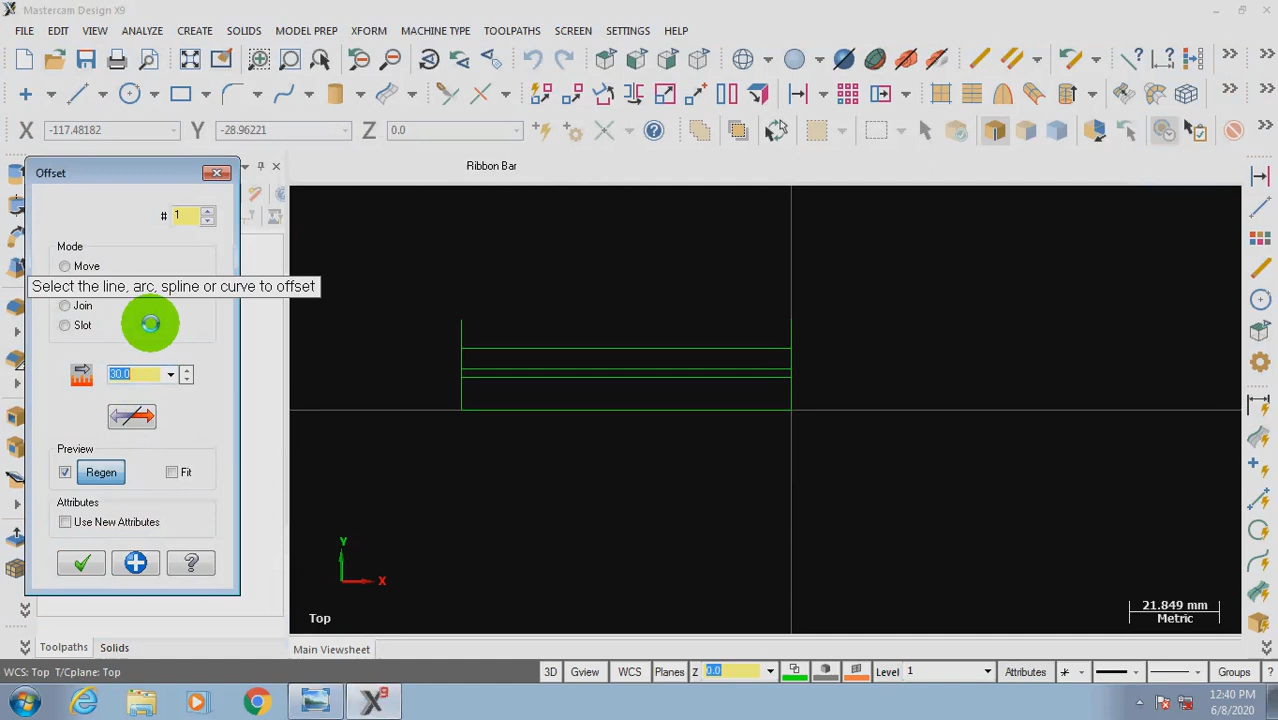 Mastercam Design X9
FILE EDIT VIEW ANALYZE CREATE SOLIDS MODEL PREP XFORM MACHINE TYPE TOOLPATHS SCREEN SETTINGS HELP
X -117.48182 Y -28.96221 Z 0.0
Ribbon Bar
Offset
# 1
Mode
Move
Select the line, arc, spline or curve to offset
Join
Slot
30.0
Preview
Regen Fit
Attributes
Use New Attributes
Y
X
Top
21.849 mm
Metric
Toolpaths Solids
Main Viewsheet
WCS: Top T/Cplane: Top 3D Gview WCS Planes Z 0.0 Level 1 Attributes Groups ?
12:40 PM
6/8/2020